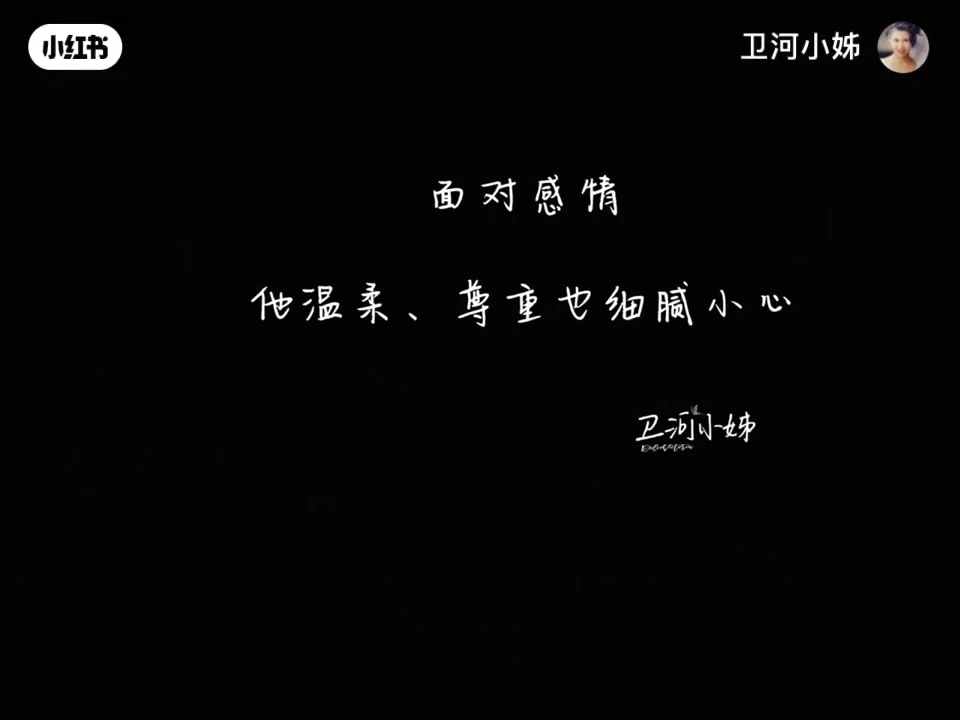 小红书
卫河小姊
面对感情
他温柔、尊重也细腻小心
卫河小姊